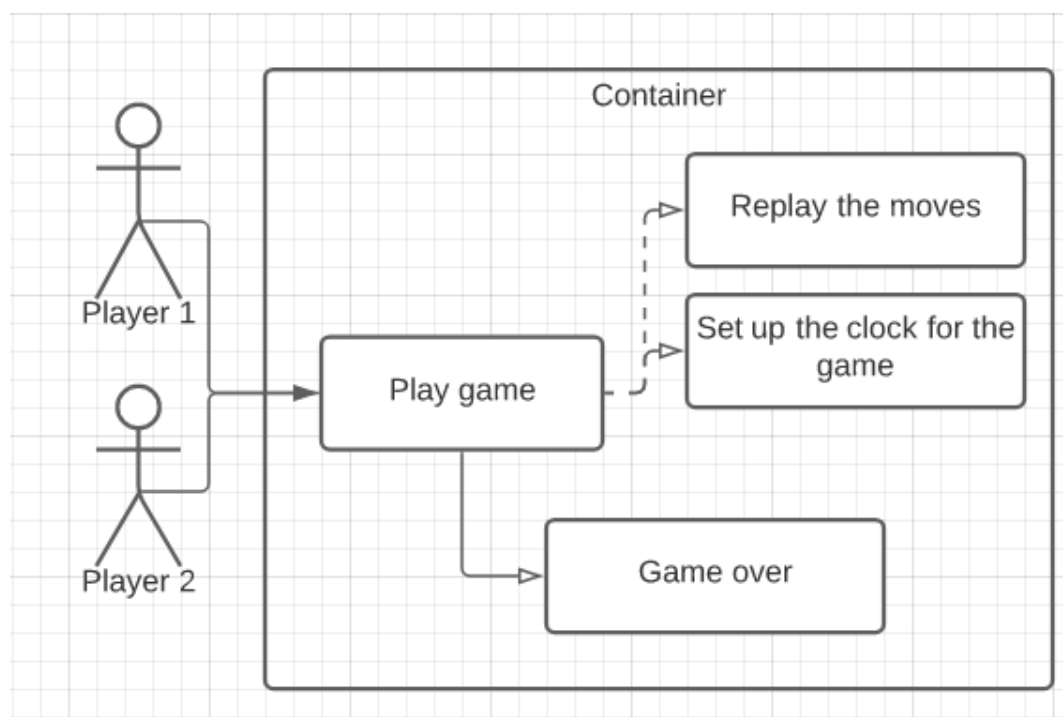 Container
Replay the moves
Player 1
Set up the clock for the
game
Play game
Game over
Player 2